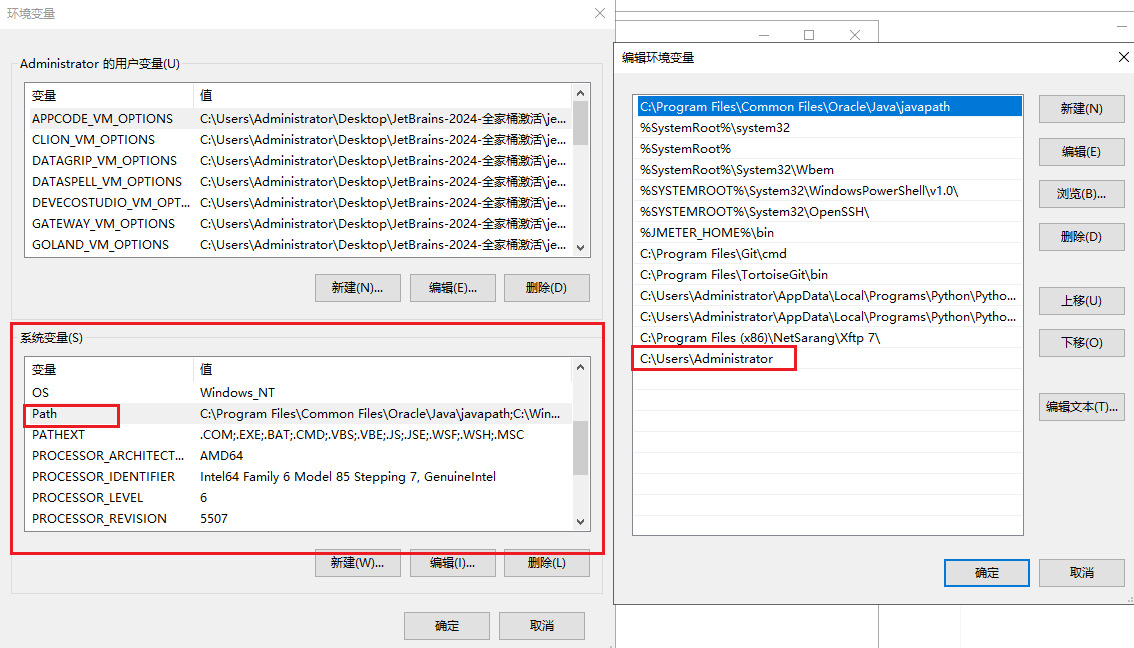 环境变量
Administrator 的用户变量(U)
变量 值
APPCODE_VM_OPTIONS C:\Users\Administrator\Desktop\JetBrains-2024-全家桶激活\je...
CLION_VM_OPTIONS C:\Users\Administrator\Desktop\JetBrains-2024-全家桶激活\je...
DATAGRIP_VM_OPTIONS C:\Users\Administrator\Desktop\JetBrains-2024-全家桶激活\je...
DATASPELL_VM_OPTIONS C:\Users\Administrator\Desktop\JetBrains-2024-全家桶激活\je...
DEVECOSTUDIO_VM_OPT... C:\Users\Administrator\Desktop\JetBrains-2024-全家桶激活\je...
GATEWAY_VM_OPTIONS C:\Users\Administrator\Desktop\JetBrains-2024-全家桶激活\je...
GOLAND_VM_OPTIONS C:\Users\Administrator\Desktop\JetBrains-2024-全家桶激活\je...
新建(N)... 编辑(E)... 删除(D)
系统变量(S)
变量 值
OS Windows_NT
Path C:\Program Files\Common Files\Oracle\Java\javapath;C:\Win...
PATHEXT .COM;.EXE;.BAT;.CMD;.VBS;.VBE;.JS;.JSE;.WSF;.WSH;.MSC
PROCESSOR_ARCHITECT... AMD64
PROCESSOR_IDENTIFIER Intel64 Family 6 Model 85 Stepping 7, GenuineIntel
PROCESSOR_LEVEL 6
PROCESSOR_REVISION 5507
新建(W)... 编辑(I)... 删除(L)
确定 取消
编辑环境变量
C:\Program Files\Common Files\Oracle\Java\javapath
%SystemRoot%\system32
%SystemRoot%
%SystemRoot%\System32\Wbem
%SYSTEMROOT%\System32\WindowsPowerShell\v1.0\
%SYSTEMROOT%\System32\OpenSSH\
%JMETER_HOME%\bin
C:\Program Files\Git\cmd
C:\Program Files\TortoiseGit\bin
C:\Users\Administrator\AppData\Local\Programs\Python\Pytho...
C:\Users\Administrator\AppData\Local\Programs\Python\Pytho...
C:\Program Files (x86)\NetSarang\Xftp 7\
C:\Users\Administrator
新建(N)
编辑(E)
浏览(B)...
删除(D)
上移(U)
下移(O)
编辑文本(T)...
确定 取消